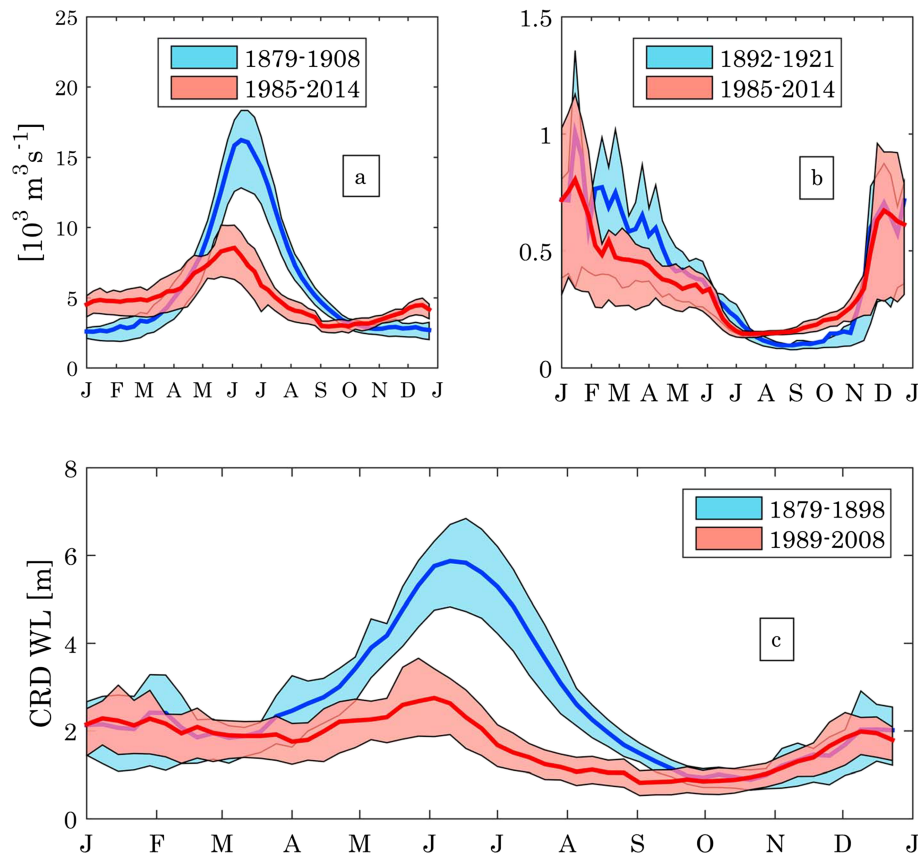 25
20
15
10
5
0
[10³ m³s⁻¹]
1879-1908
1985-2014
a
J F M A M J J A S O N D J
1.5
1
0.5
0
1892-1921
1985-2014
b
J F M A M J J A S O N D J
8
6
4
2
0
CRD WL [m]
1879-1898
1989-2008
c
J F M A M J J A S O N D J